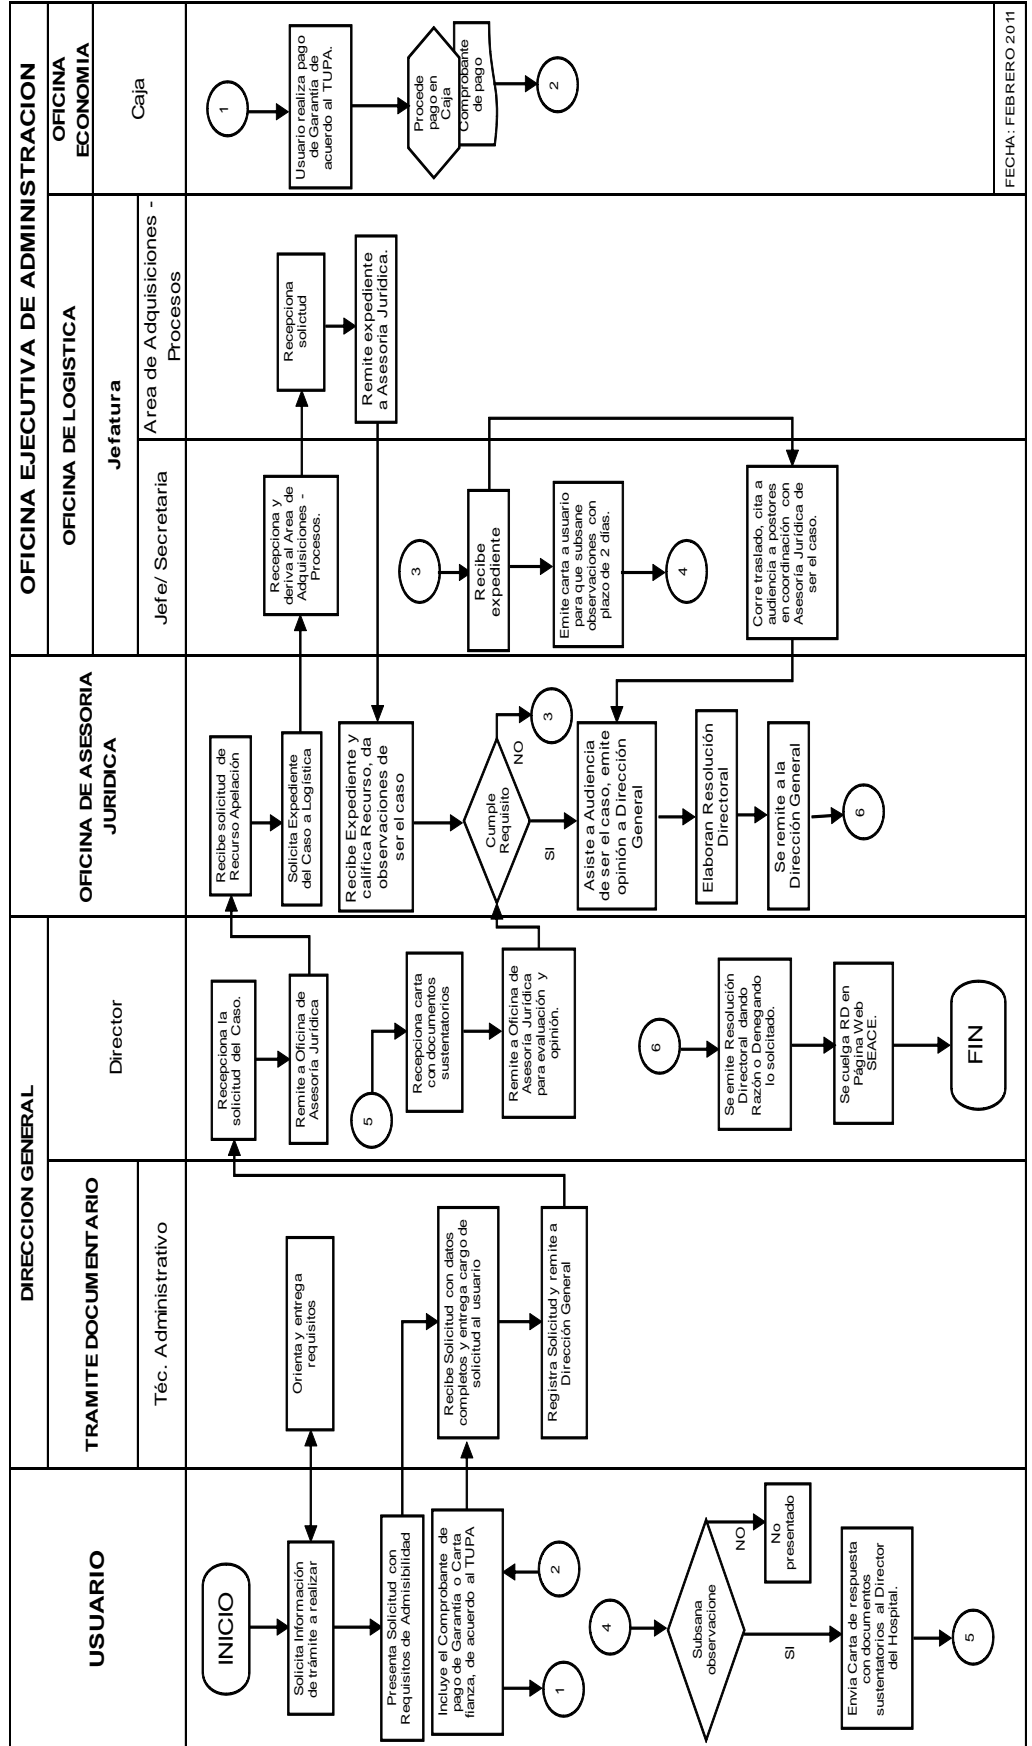 USUARIO
DIRECCION GENERAL
TRAMITE DOCUMENTARIO
Téc. Administrativo
Director
OFICINA DE ASESORIA
JURIDICA
OFICINA EJECUTIVA DE ADMINISTRACION
OFICINA DE LOGISTICA
Jefatura
Jefe/ Secretaria
Area de Adquisiciones -
Procesos
OFICINA
ECONOMIA
Caja
INICIO
Solicita Información
de trámite a realizar
Presenta Solicitud con
Requisitos de Admisibilidad
Incluye el Comprobante de
pago de Garantía o Carta
fianza, de acuerdo al TUPA
1
2
4
Subsana
observacione
NO
No
presentado
SI
Envia Carta de respuesta
con documentos
sustentatorios al Director
del Hospital.
5
Orienta y entrega
requisitos
Recibe Solicitud con datos
completos y entrega cargo de
solicitud al usuario
Registra Solicitud y remite a
Dirección General
Recepciona la
solicitud del Caso.
Remite a Oficina de
Asesoría Jurídica
5
Recepciona carta
con documentos
sustentatorios
Remite a Oficina de
Asesoría Jurídica
para evaluación y
opinión.
6
Se emite Resolución
Directoral dando
Razón o Denegando
lo solcitado.
Se cuelga RD en
Página Web
SEACE.
FIN
Recibe solicitud de
Recurso Apelación
Solicita Expediente
del Caso a Logística
Recibe Expediente y
califica Recurso, da
observaciones de
ser el caso
Cumple
Requisito
NO
3
SI
Asiste a Audiencia
de ser el caso, emite
opinión a Dirección
General
Elaboran Resolución
Directoral
Se remite a la
Dirección General
6
Recepciona y
deriva al Area de
Adquisiciones -
Procesos.
3
Recibe
expediente
Emite carta a usuario
para que subsane
observaciones con
plazo de 2 días.
4
Corre traslado, cita a
audiencia a postores
en coordinación con
Asesoría Jurídica de
ser el caso.
Recepciona
solicitud
Remite expediente
a Asesoría Jurídica.
1
Usuario realiza pago
de Garantía de
acuerdo al TUPA.
Procede
pago en
Caja
Comprobante
de pago
2
FECHA: FEBRERO 2011